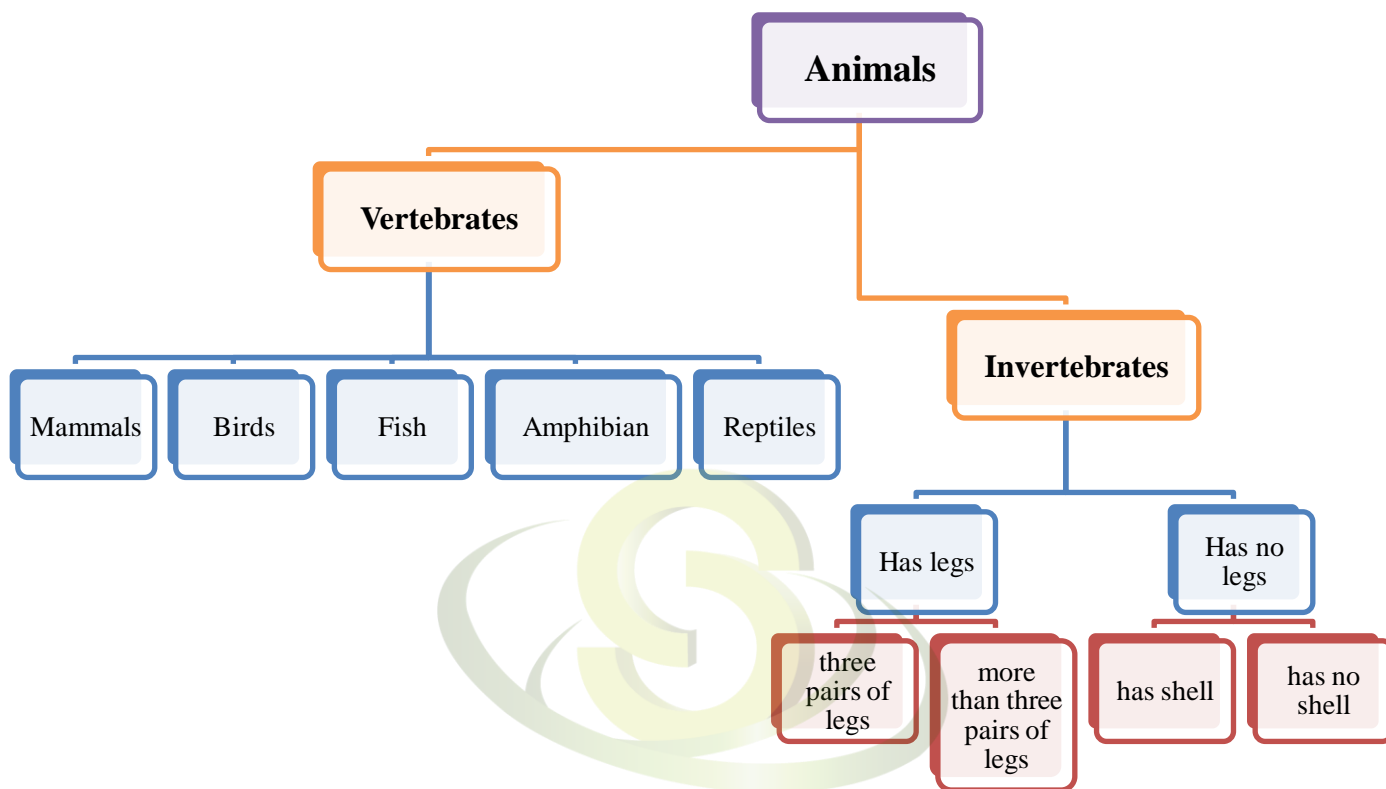 Animals
Vertebrates
Invertebrates
Mammals
Birds
Fish
Amphibian
Reptiles
Has legs
Has no
legs
three
pairs of
legs
more
than three
pairs of
legs
has shell
has no
shell